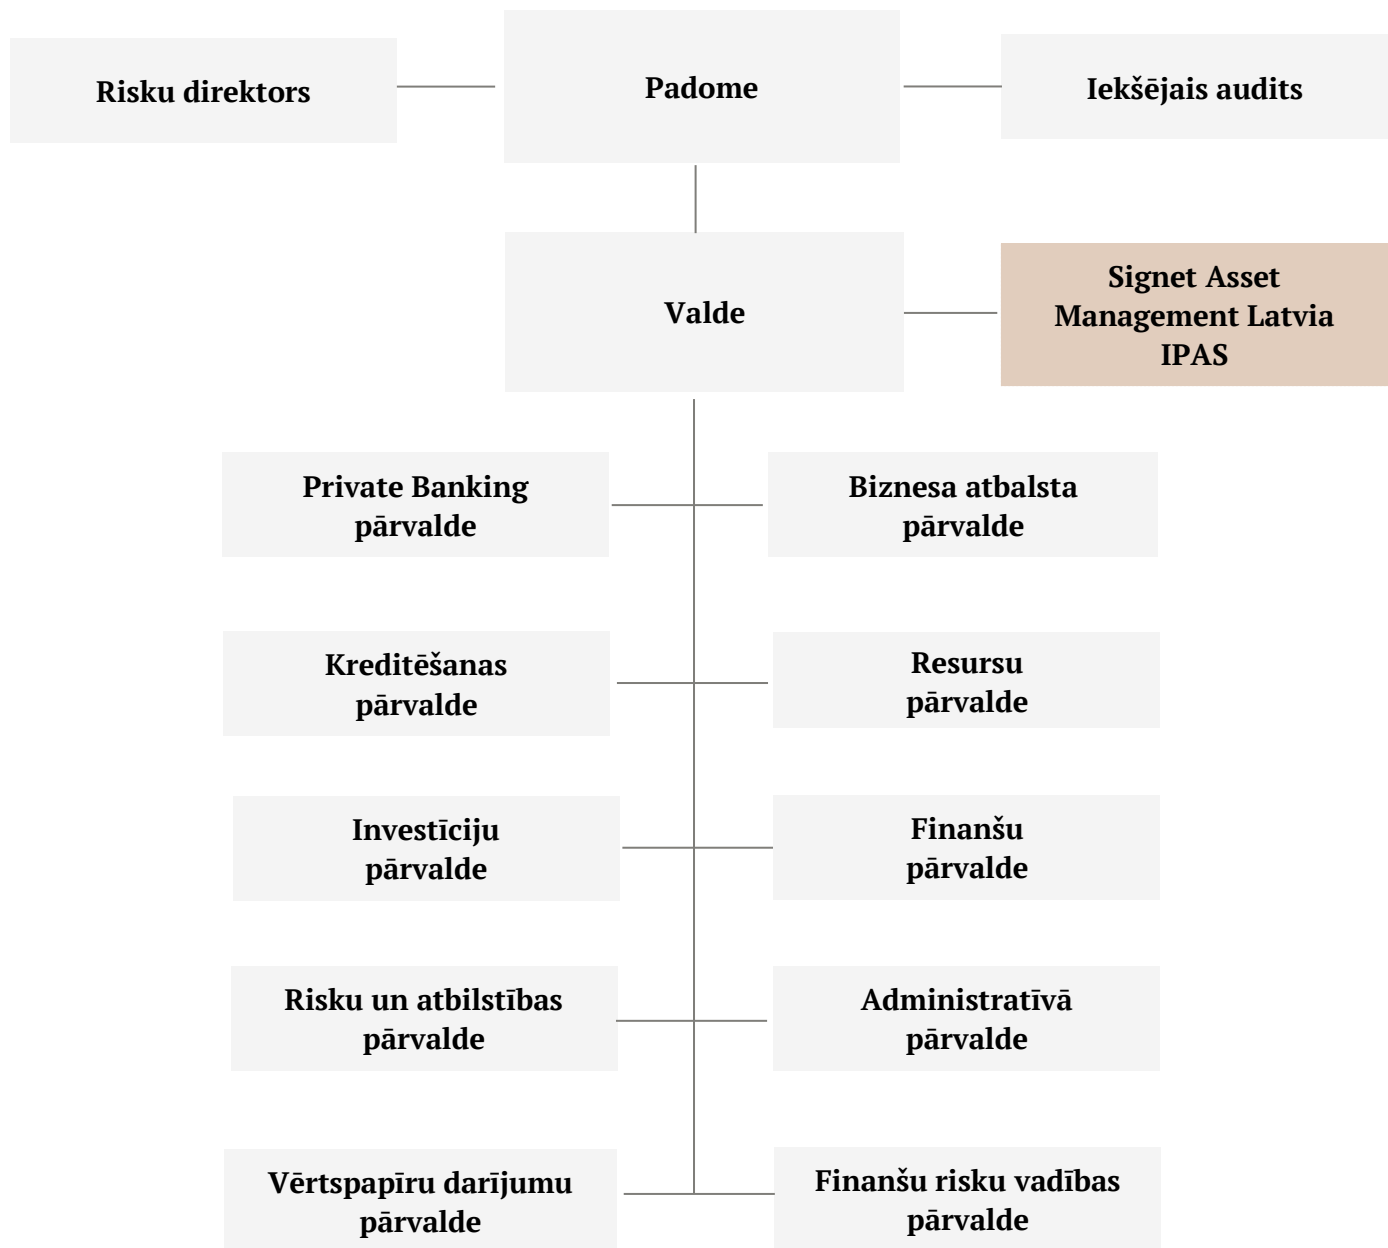 Risku direktors
Padome
Iekšējais audits
Valde
Signet Asset
Management Latvia
IPAS
Private Banking
pārvalde
Biznesa atbalsta
pārvalde
Kreditēšanas
pārvalde
Resursu
pārvalde
Investīciju
pārvalde
Finanšu
pārvalde
Risku un atbilstības
pārvalde
Administratīvā
pārvalde
Vērtspapīru darījumu
pārvalde
Finanšu risku vadības
pārvalde